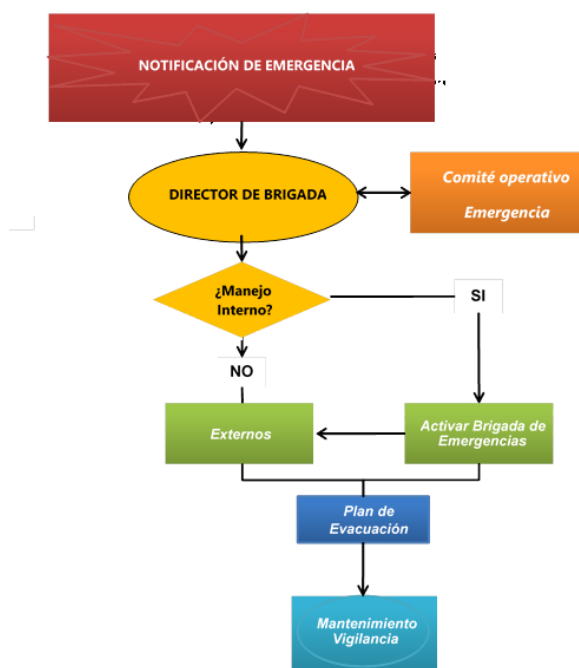 NOTIFICACIÓN DE EMERGENCIA
DIRECTOR DE BRIGADA
Comité operativo
Emergencia
¿Manejo
Interno?
SI
NO
Externos
Activar Brigada de
Emergencias
Plan de
Evacuación
Mantenimiento
Vigilancia